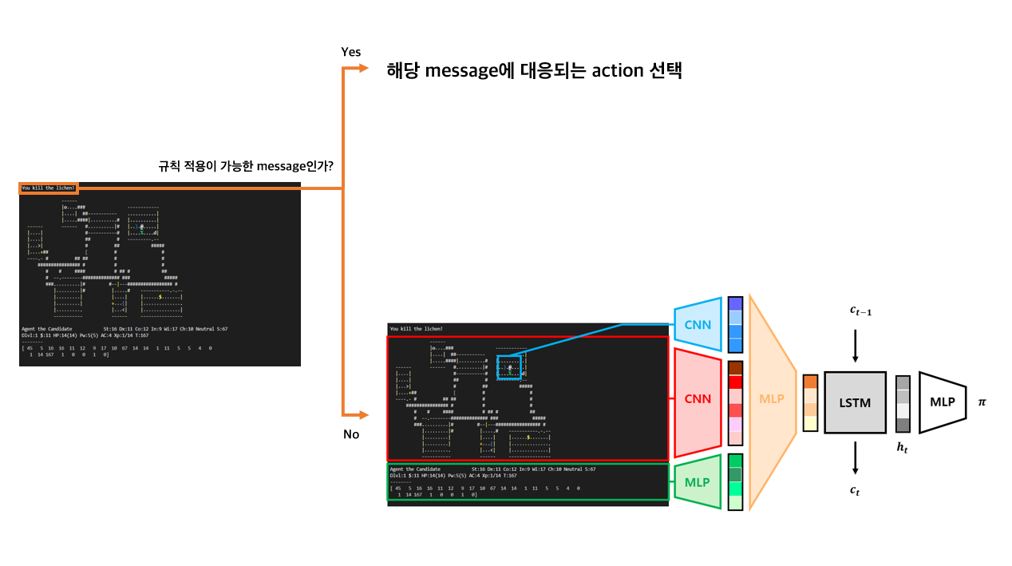 Yes
해당 message에 대응되는 action 선택
규칙 적용이 가능한 message인가?
You kill the lichen!
Agent the Candidate St:16 Dx:11 Co:12 In:9 Wi:17 Ch:10 Neutral S:67
Dlvl:1 $:11 HP:14(14) Pw:5(5) AC:4 Xp:1/14 T:167
[ 45 5 16 16 11 12 9 17 10 67 14 14 1 11 5 5 4 0
1 14 167 1 0 0 1 0]
No
You kill the lichen!
Agent the Candidate St:16 Dx:11 Co:12 In:9 Wi:17 Ch:10 Neutral S:67
Dlvl:1 $:11 HP:14(14) Pw:5(5) AC:4 Xp:1/14 T:167
[ 45 5 16 16 11 12 9 17 10 67 14 14 1 11 5 5 4 0
1 14 167 1 0 0 1 0]
CNN
CNN
MLP
MLP
c_{t-1}
LSTM
c_t
h_t
MLP
π